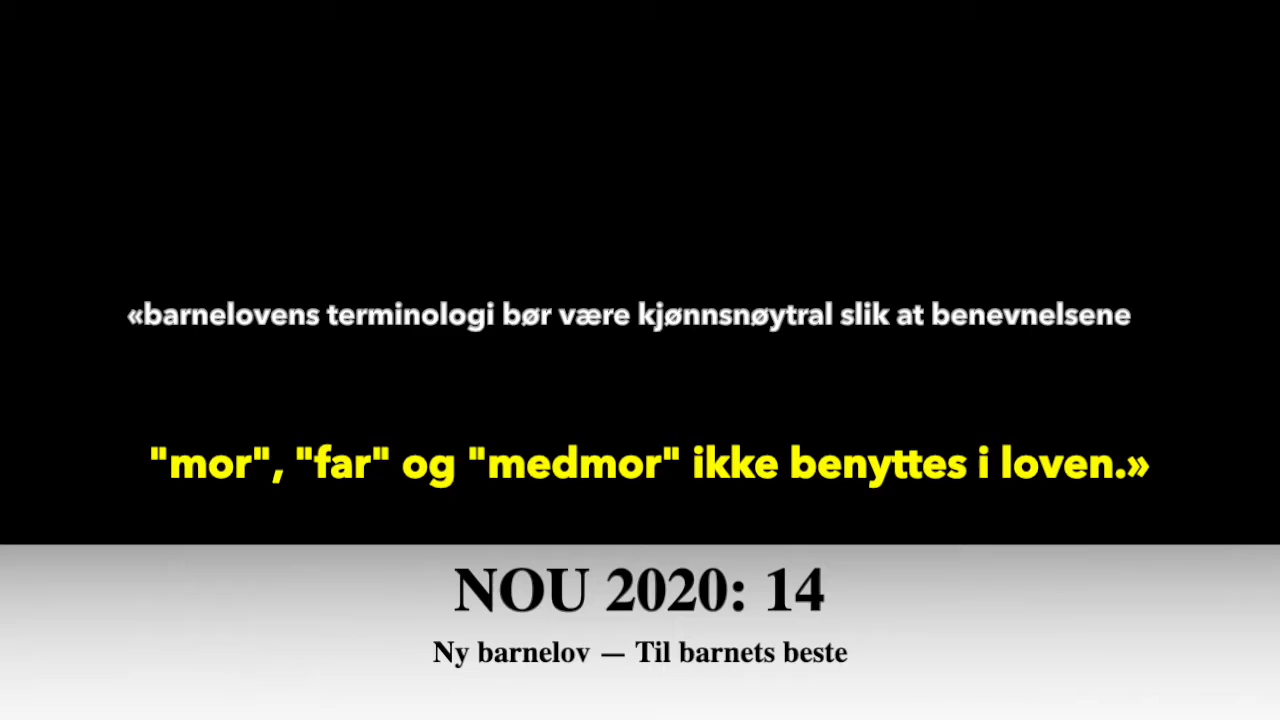 «barnelovens terminologi bør være kjønnsnøytral slik at benevnelsene
"mor", "far" og "medmor" ikke benyttes i loven.»
NOU 2020: 14
Ny barnelov — Til barnets beste